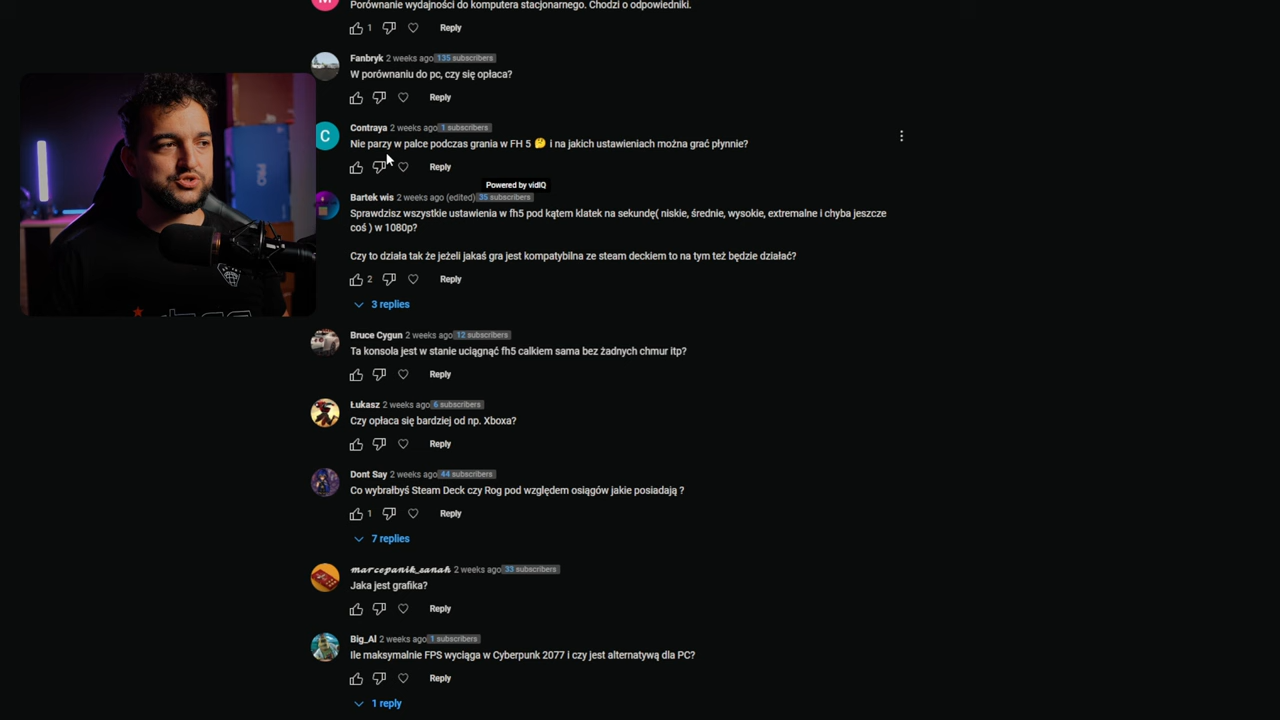 Porównanie wydajności do komputera stacjonarnego. Chodzi o odpowiedniki.
1 Reply
Fanbryk 2 weeks ago 135 subscribers
W porównaniu do pc, czy się opłaca?
Reply
C
Contraya 2 weeks ago 1 subscribers
Nie parzy w palce podczas grania w FH 5 🤔 i na jakich ustawieniach można grać płynnie?
Reply
Powered by vidIQ
Bartek wis 2 weeks ago (edited) 35 subscribers
Sprawdzisz wszystkie ustawienia w fh5 pod kątem klatek na sekundę( niskie, średnie, wysokie, extremalne i chyba jeszcze
coś ) w 1080p?
Czy to działa tak że jeżeli jakaś gra jest kompatybilna ze steam deckiem to na tym też będzie działać?
2 Reply
3 replies
Bruce Cygun 2 weeks ago 12 subscribers
Ta konsola jest w stanie uciągnąć fh5 calkiem sama bez żadnych chmur itp?
Reply
Łukasz 2 weeks ago 6 subscribers
Czy opłaca się bardziej od np. Xboxa?
Reply
Dont Say 2 weeks ago 44 subscribers
Co wybrałbyś Steam Deck czy Rog pod względem osiągów jakie posiadają ?
1 Reply
7 replies
𝓶𝓪𝓻𝓬𝓮𝓹𝓪𝓷𝓲𝓴_𝔃𝓪𝓷𝓪𝓱 2 weeks ago 33 subscribers
Jaka jest grafika?
Reply
Big_Al 2 weeks ago 1 subscribers
Ile maksymalnie FPS wyciąga w Cyberpunk 2077 i czy jest alternatywą dla PC?
Reply
1 reply